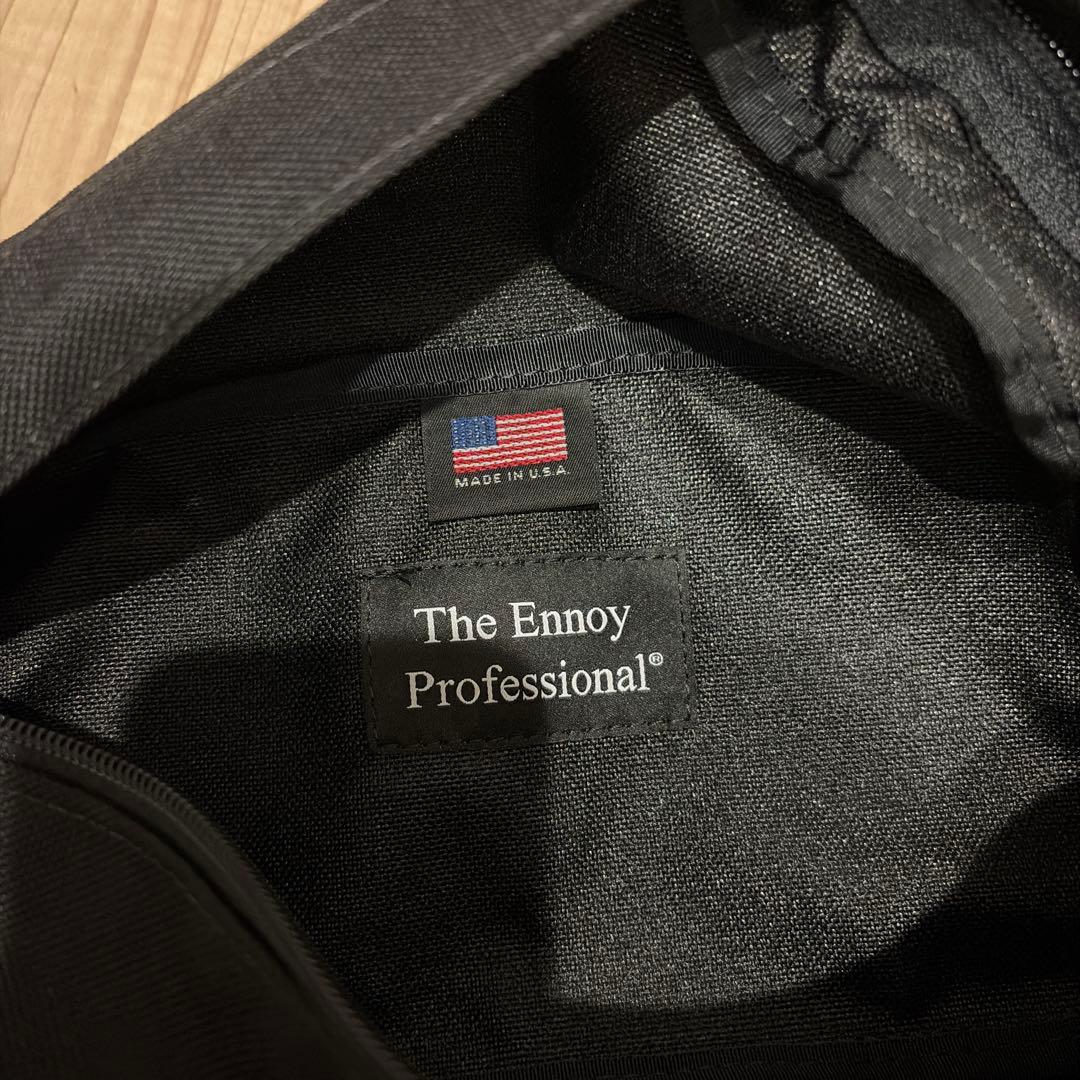 MADE IN U.S.A
The Ennoy
Professional®